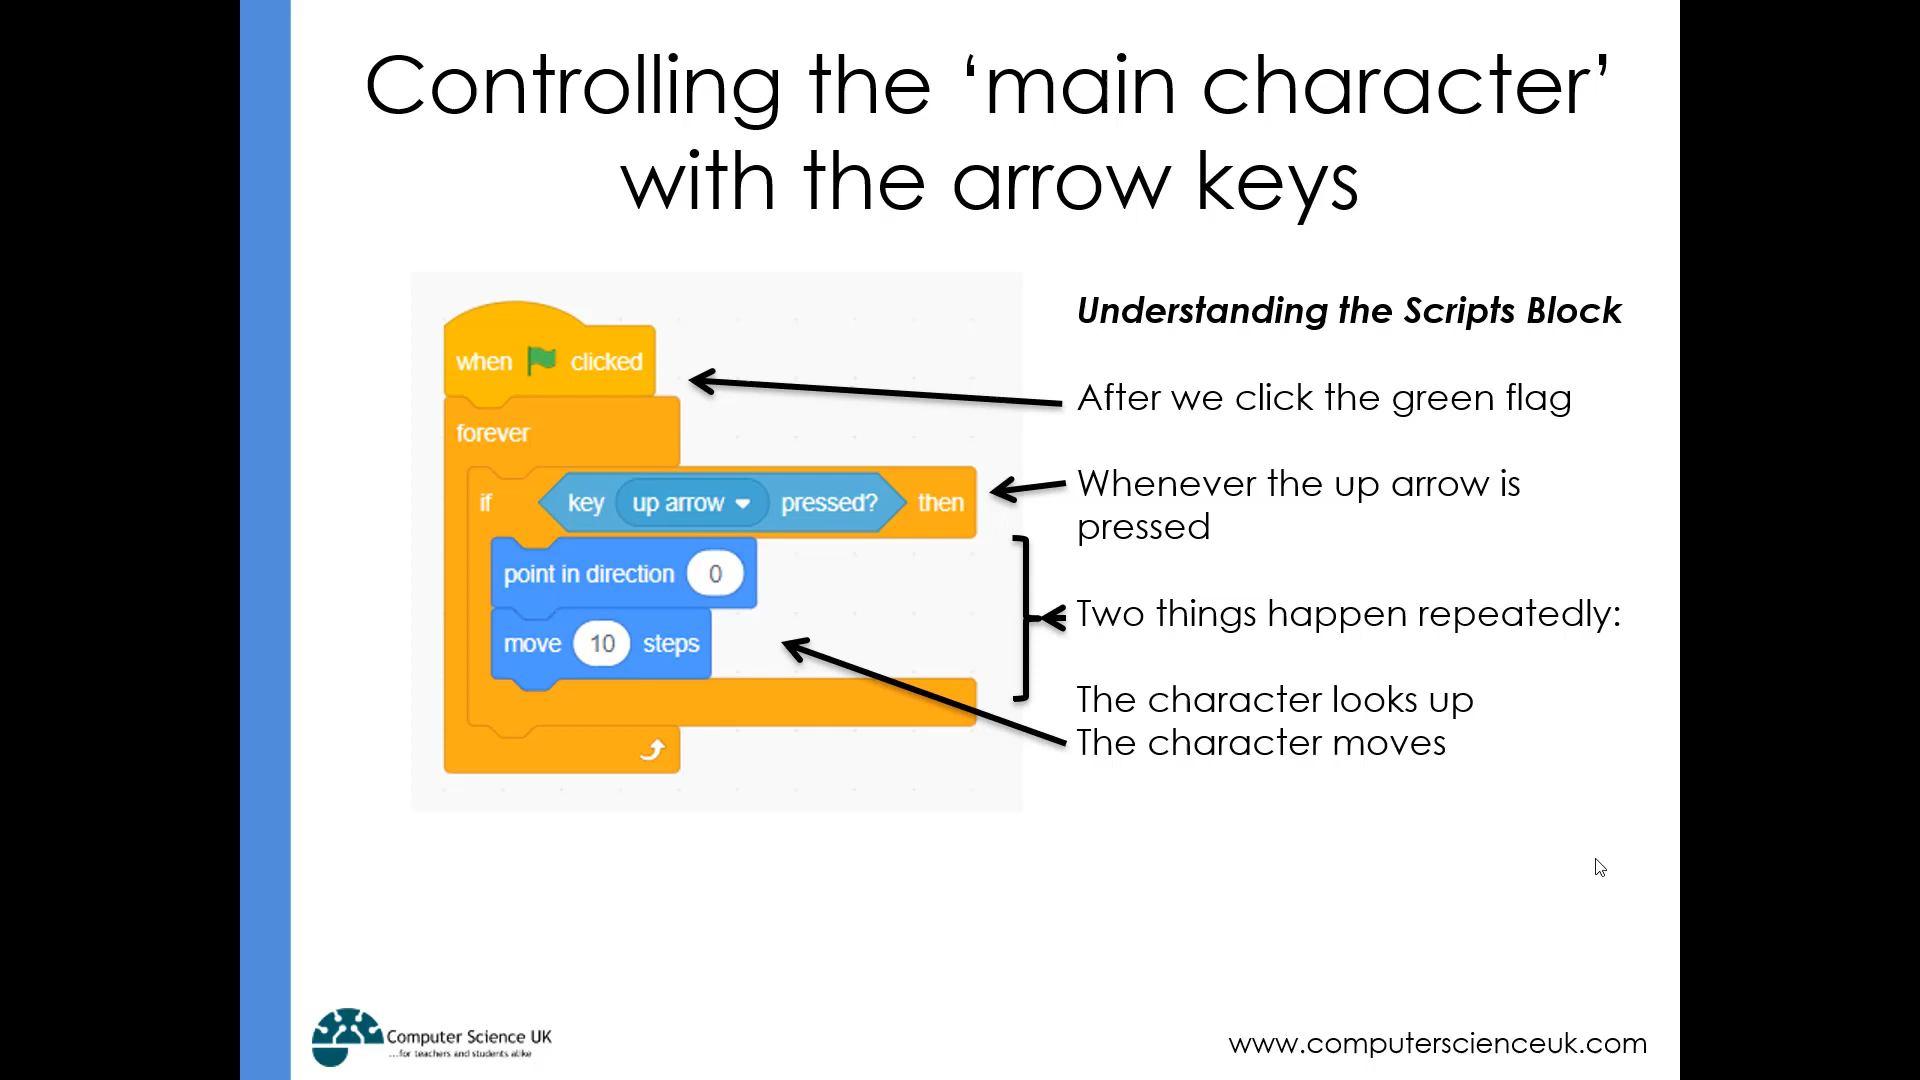 Controlling the ‘main character’
with the arrow keys
when clicked
forever
if key up arrow pressed? then
point in direction 0
move 10 steps
Understanding the Scripts Block
After we click the green flag
Whenever the up arrow is
pressed
Two things happen repeatedly:
The character looks up
The character moves
Computer Science UK
...for teachers and students alike
www.computerscienceuk.com